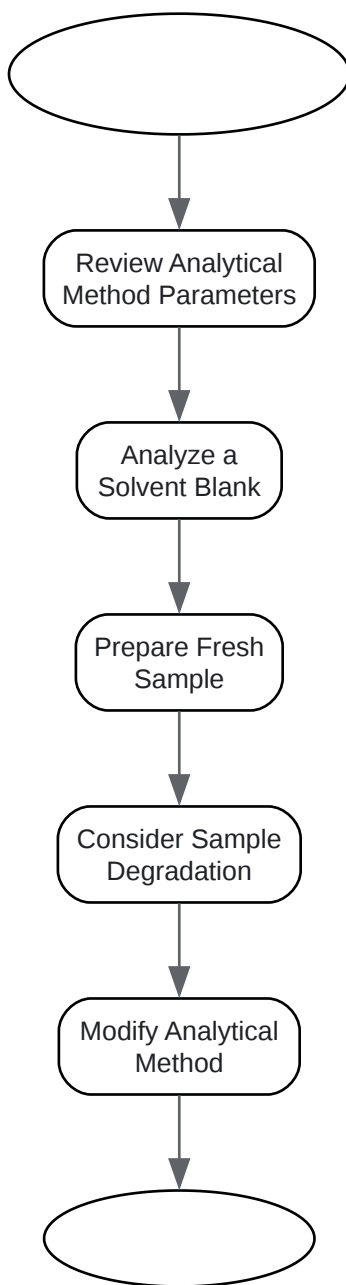 Review Analytical
Method Parameters
Analyze a
Solvent Blank
Prepare Fresh
Sample
Consider Sample
Degradation
Modify Analytical
Method